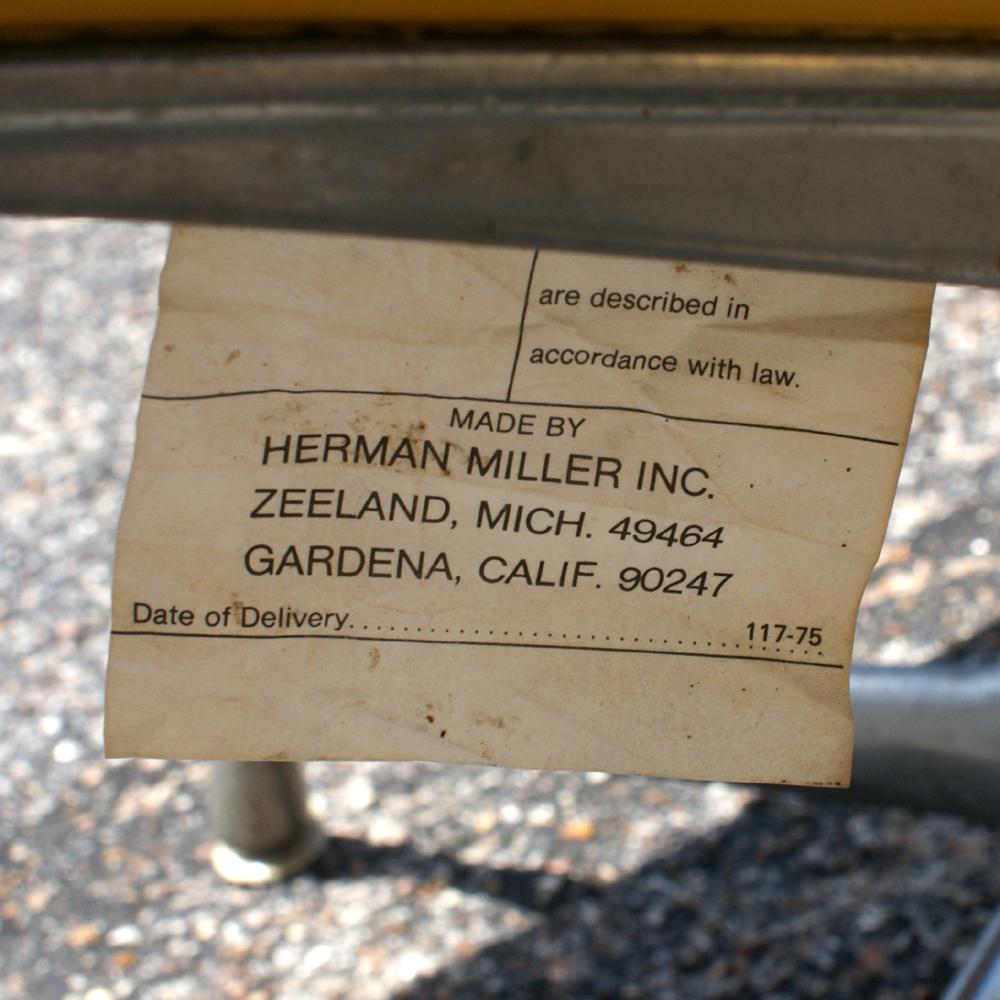 are described in
accordance with law.
MADE BY
HERMAN MILLER INC.
ZEELAND, MICH. 49464
GARDENA, CALIF. 90247
Date of Delivery................................117-75